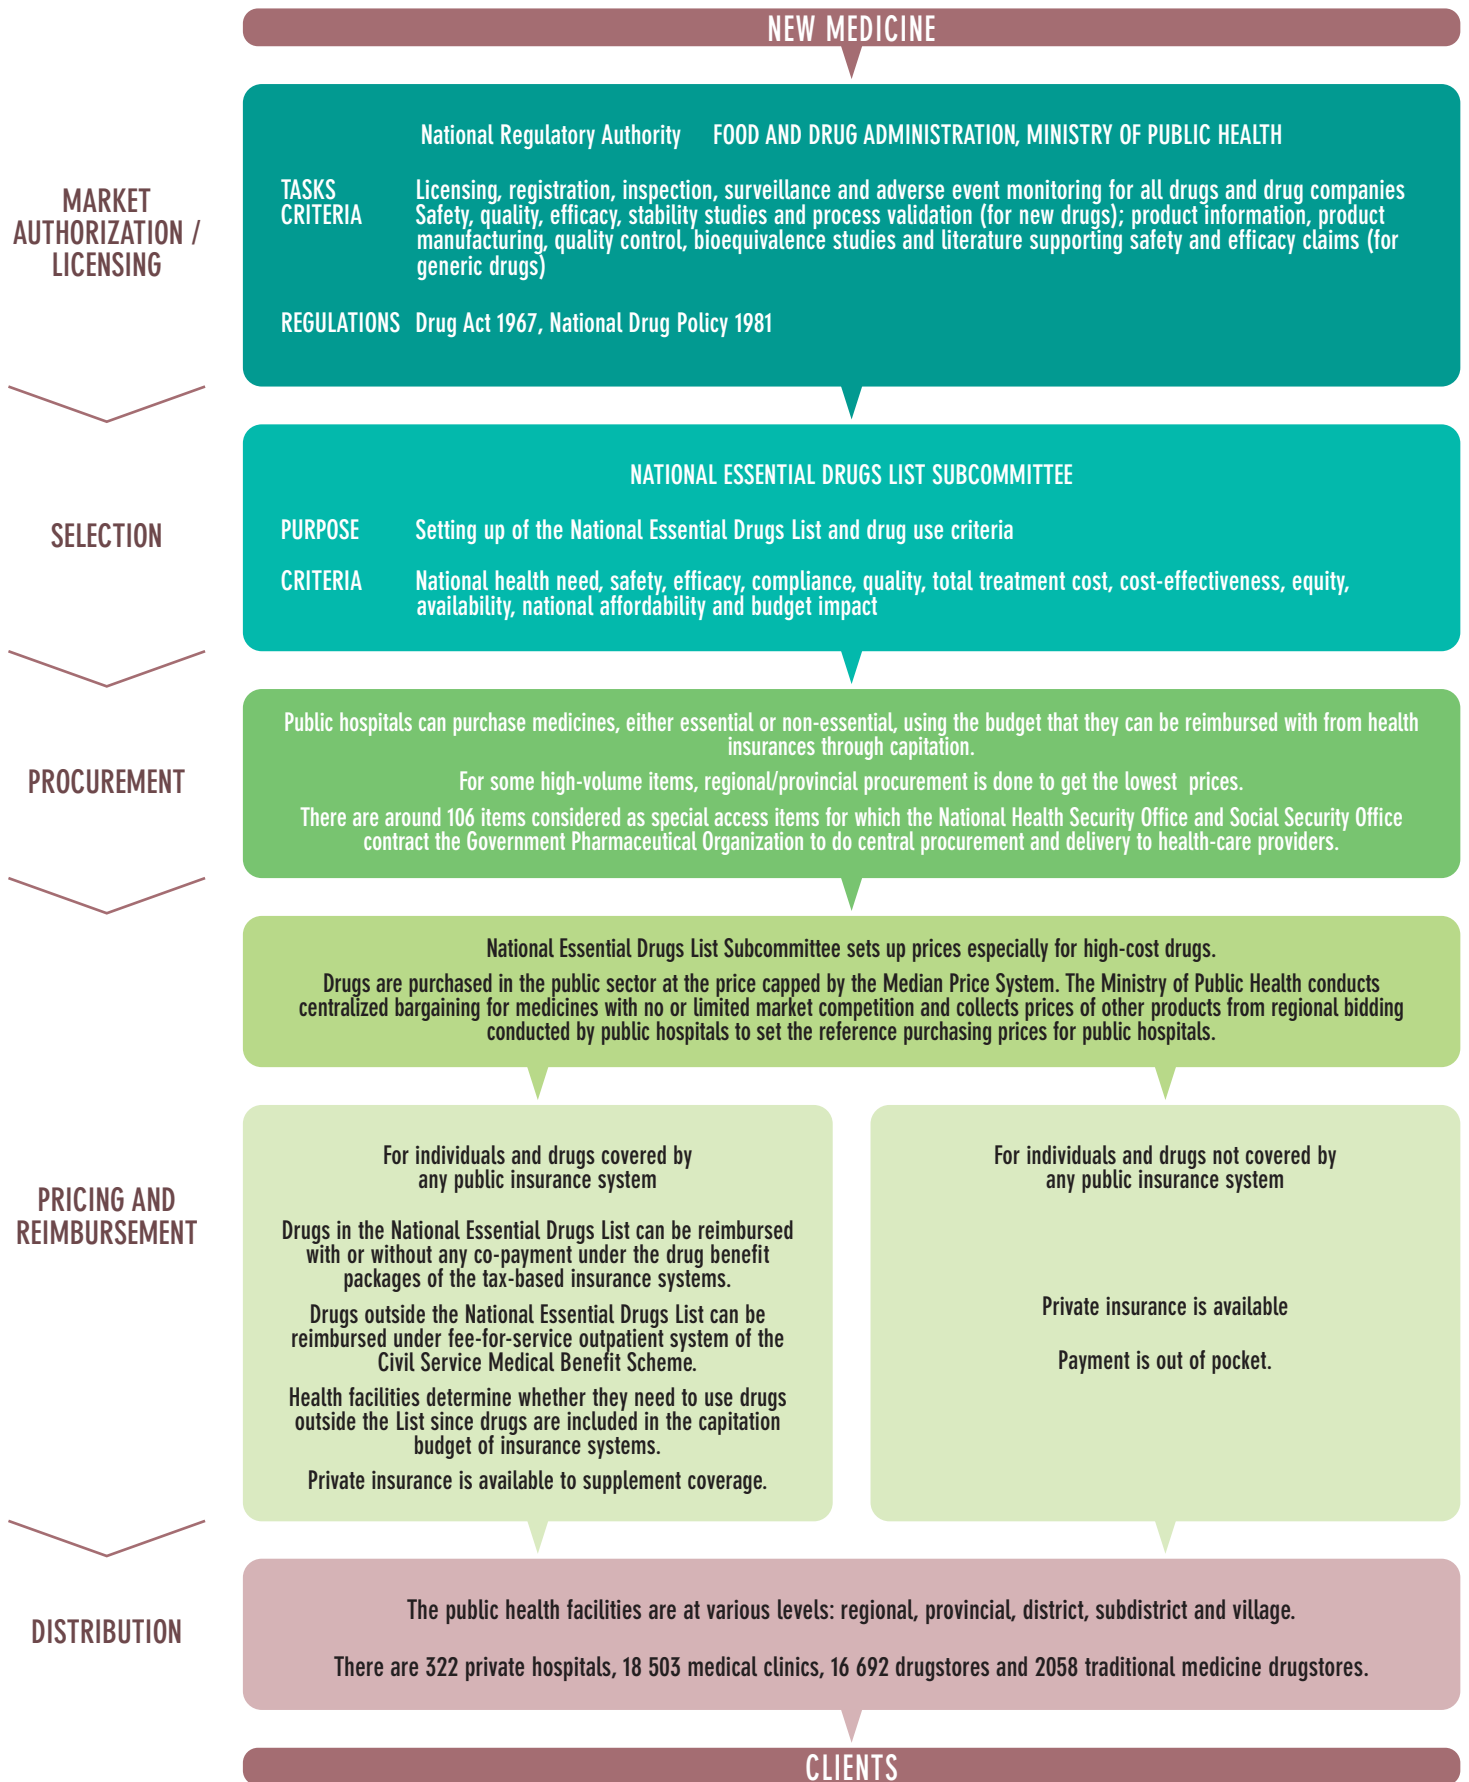 NEW MEDICINE
MARKET
AUTHORIZATION /
LICENSING
National Regulatory Authority FOOD AND DRUG ADMINISTRATION, MINISTRY OF PUBLIC HEALTH
TASKS Licensing, registration, inspection, surveillance and adverse event monitoring for all drugs and drug companies
CRITERIA Safety, quality, efficacy, stability studies and process validation (for new drugs); product information, product
manufacturing, quality control, bioequivalence studies and literature supporting safety and efficacy claims (for
generic drugs)
REGULATIONS Drug Act 1967, National Drug Policy 1981
SELECTION
NATIONAL ESSENTIAL DRUGS LIST SUBCOMMITTEE
PURPOSE Setting up of the National Essential Drugs List and drug use criteria
CRITERIA National health need, safety, efficacy, compliance, quality, total treatment cost, cost-effectiveness, equity,
availability, national affordability and budget impact
PROCUREMENT
Public hospitals can purchase medicines, either essential or non-essential, using the budget that they can be reimbursed with from health
insurances through capitation.
For some high-volume items, regional/provincial procurement is done to get the lowest prices.
There are around 106 items considered as special access items for which the National Health Security Office and Social Security Office
contract the Government Pharmaceutical Organization to do central procurement and delivery to health-care providers.
PRICING AND
REIMBURSEMENT
National Essential Drugs List Subcommittee sets up prices especially for high-cost drugs.
Drugs are purchased in the public sector at the price capped by the Median Price System. The Ministry of Public Health conducts
centralized bargaining for medicines with no or limited market competition and collects prices of other products from regional bidding
conducted by public hospitals to set the reference purchasing prices for public hospitals.
For individuals and drugs covered by
any public insurance system
Drugs in the National Essential Drugs List can be reimbursed
with or without any co-payment under the drug benefit
packages of the tax-based insurance systems.
Drugs outside the National Essential Drugs List can be
reimbursed under fee-for-service outpatient system of the
Civil Service Medical Benefit Scheme.
Health facilities determine whether they need to use drugs
outside the List since drugs are included in the capitation
budget of insurance systems.
Private insurance is available to supplement coverage.
For individuals and drugs not covered by
any public insurance system
Private insurance is available
Payment is out of pocket.
DISTRIBUTION
The public health facilities are at various levels: regional, provincial, district, subdistrict and village.
There are 322 private hospitals, 18 503 medical clinics, 16 692 drugstores and 2058 traditional medicine drugstores.
CLIENTS